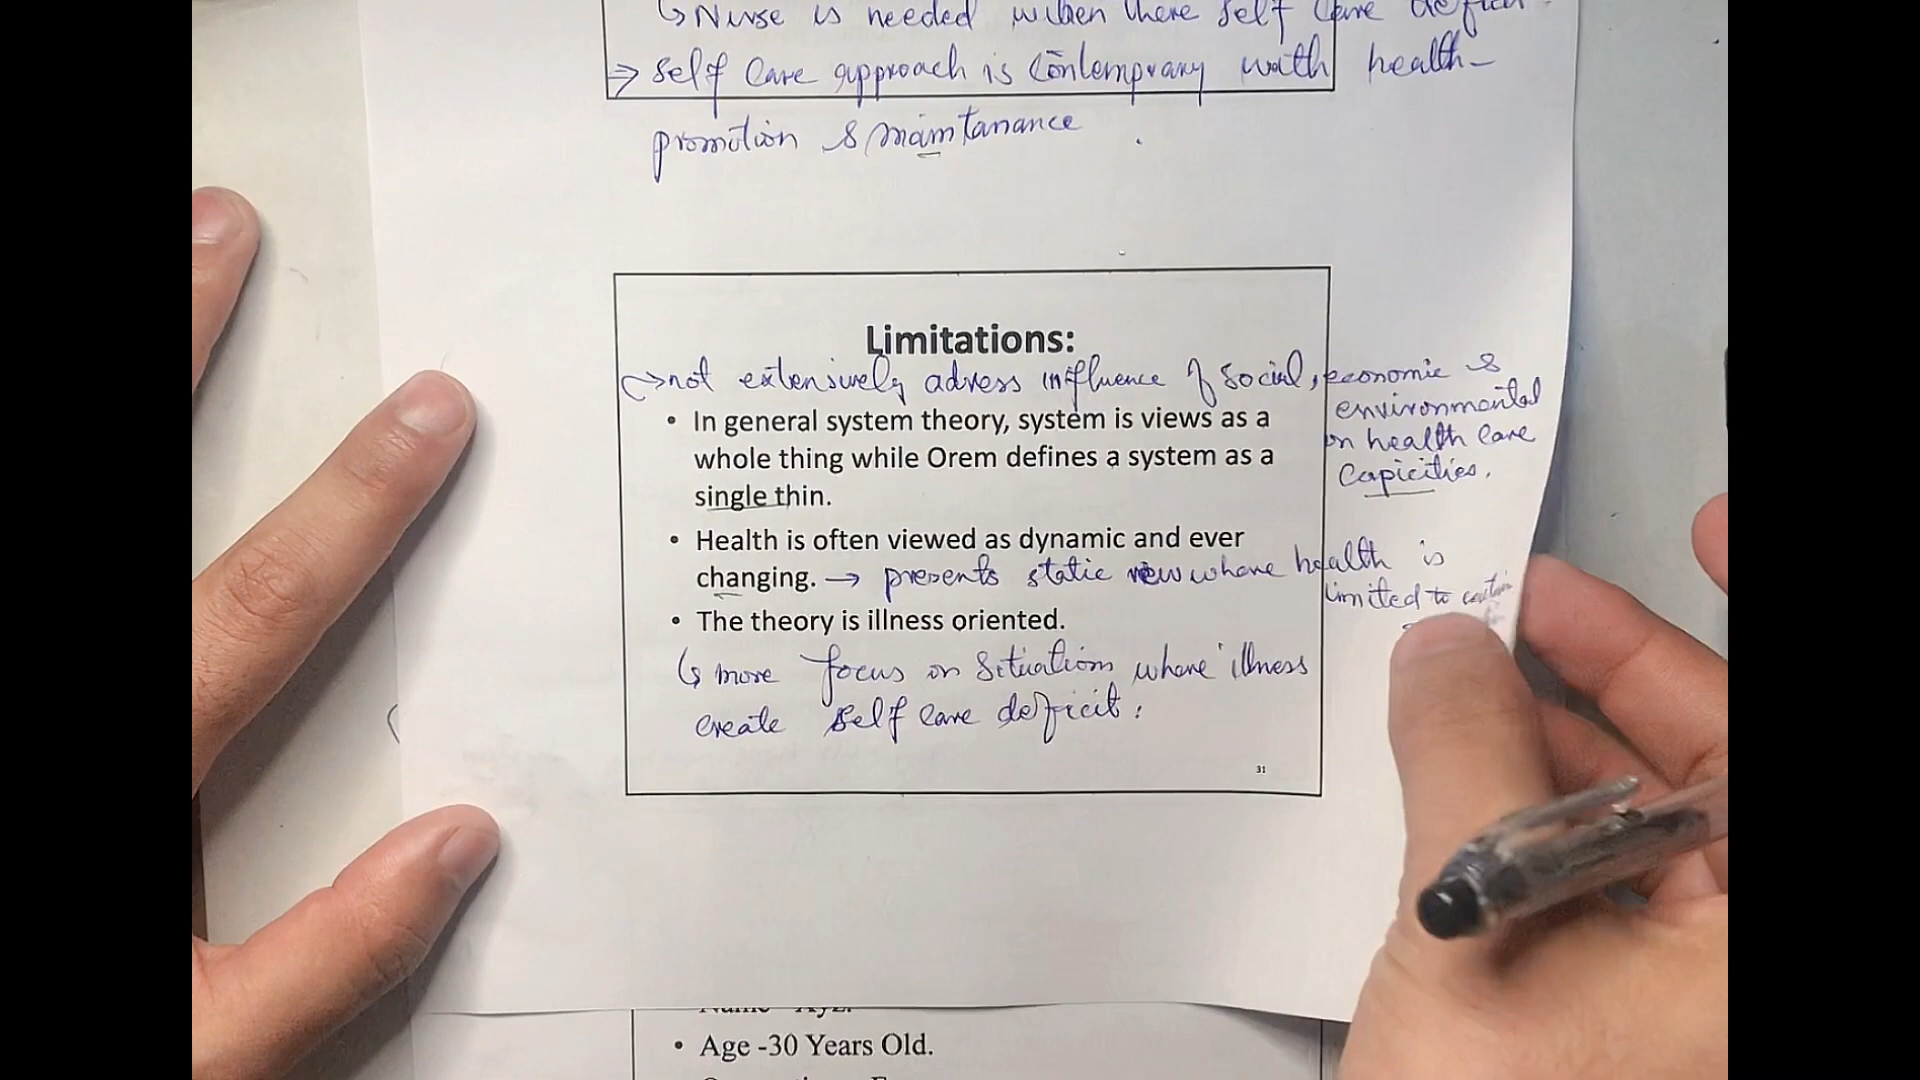 ↳ Nurse is needed when there self care deficit.
⇒ self Care approach is Contemprary with health-
promotion & maintanance
Limitations:
↪ not extensively adress influence of social, economic &
environmental
on health Care
Capicities.
• In general system theory, system is views as a
whole thing while Orem defines a system as a
single thin.
• Health is often viewed as dynamic and ever
changing. → presents static view where health is
limited to certain
• The theory is illness oriented.
↳ more focus on Situation where illness
create self care deficit.
31
• Age -30 Years Old.